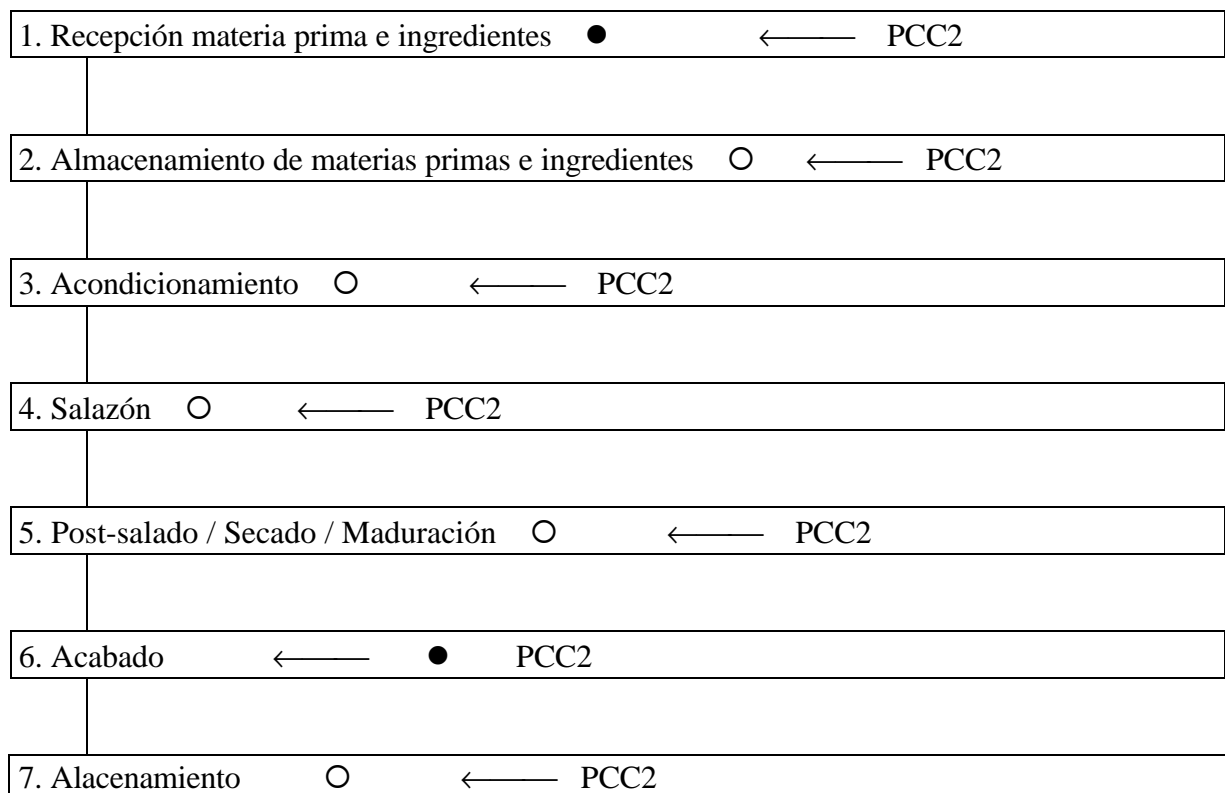 1. Recepción materia prima e ingredientes ● ← PCC2
2. Almacenamiento de materias primas e ingredientes ○ ← PCC2
3. Acondicionamiento ○ ← PCC2
4. Salazón ○ ← PCC2
5. Post-salado / Secado / Maduración ○ ← PCC2
6. Acabado ← ● PCC2
7. Alacenamiento ○ ← PCC2